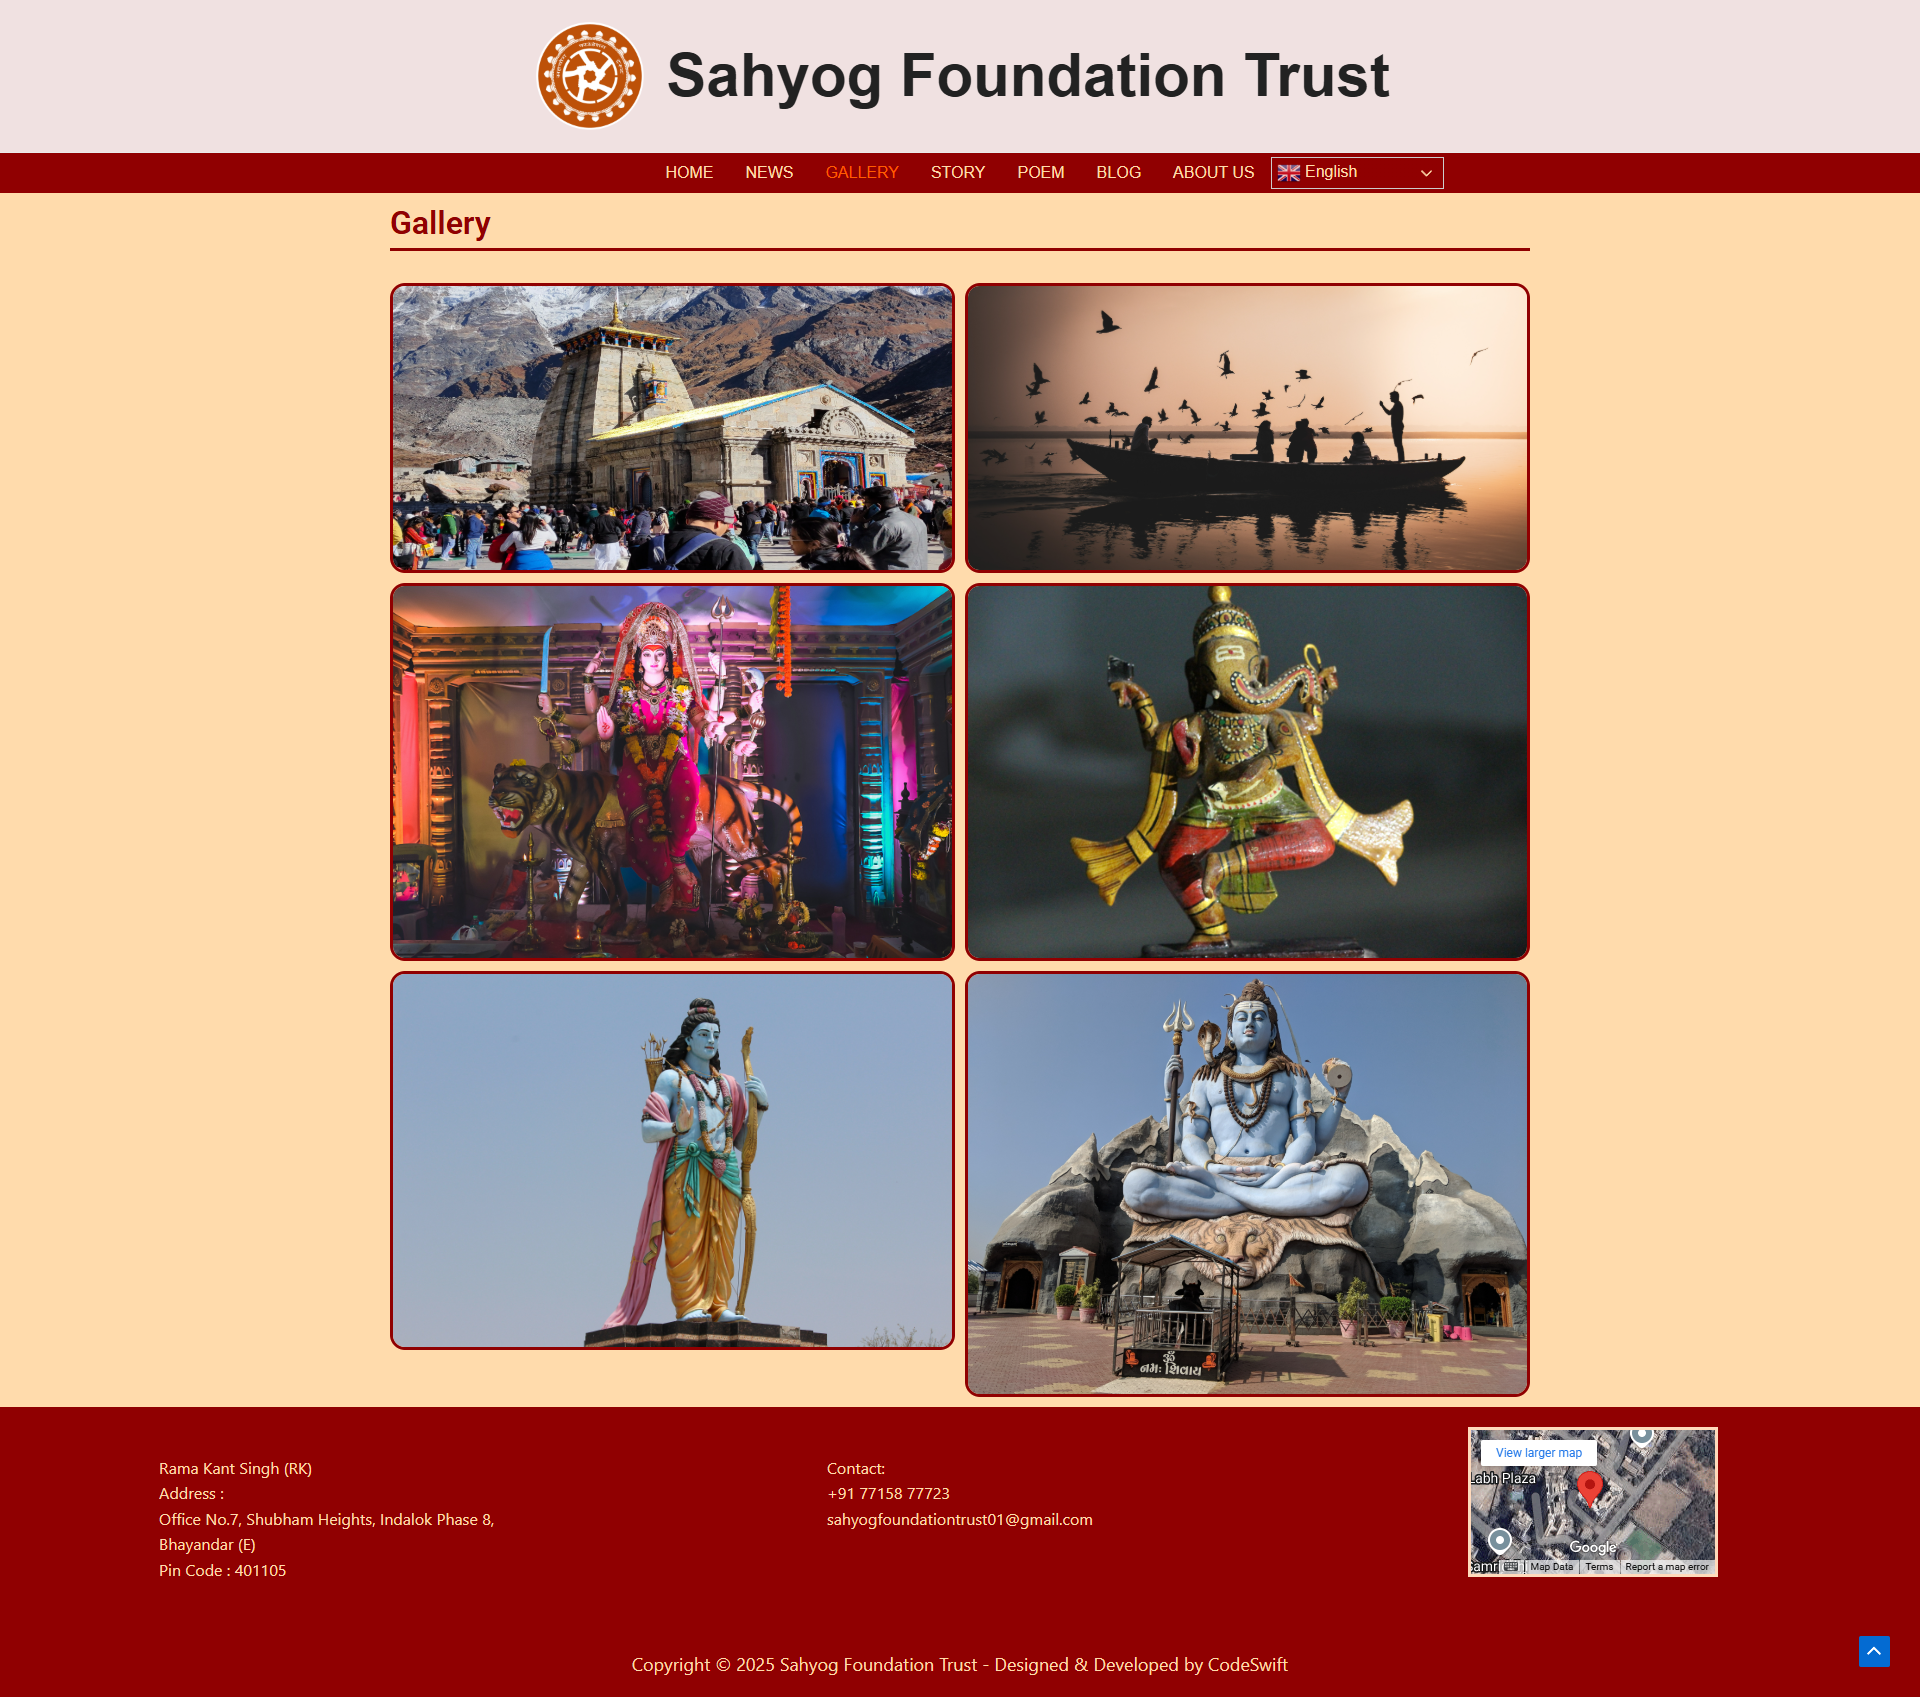 Sahyog Foundation Trust
HOME NEWS GALLERY STORY POEM BLOG ABOUT US English
Gallery
ૐ
નમ: શિવાય
Rama Kant Singh (RK)
Address :
Office No.7, Shubham Heights, Indalok Phase 8,
Bhayandar (E)
Pin Code : 401105
Contact:
+91 77158 77723
sahyogfoundationtrust01@gmail.com
View larger map
Labh Plaza
Google
Map Data Terms Report a map error
Copyright © 2025 Sahyog Foundation Trust - Designed & Developed by CodeSwift